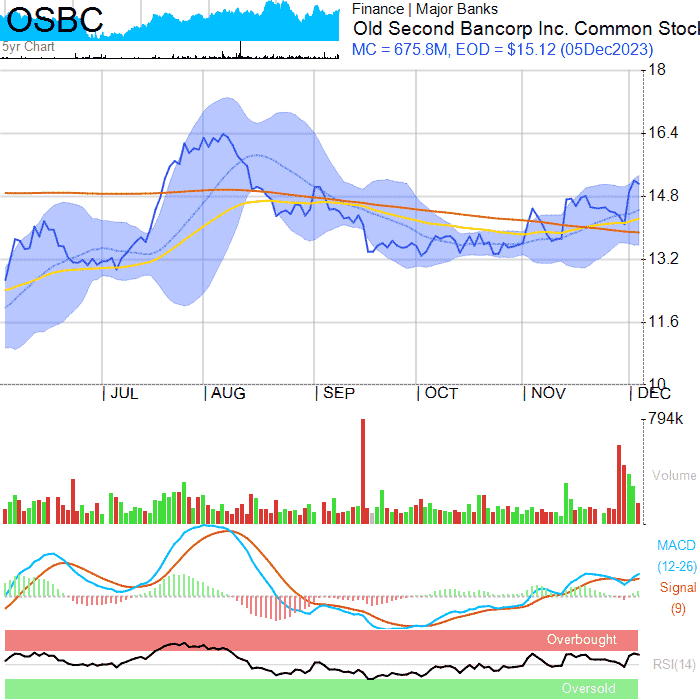 OSBC
5yr Chart
Finance | Major Banks
Old Second Bancorp Inc. Common Stoc
MC = 675.8M, EOD = $15.12 (05Dec2023)
18
16.4
14.8
13.2
11.6
10
| JUL | AUG | SEP | OCT | NOV | DEC
794k
Volume
MACD
(12-26)
Signal
(9)
Overbought
RSI(14)
Oversold